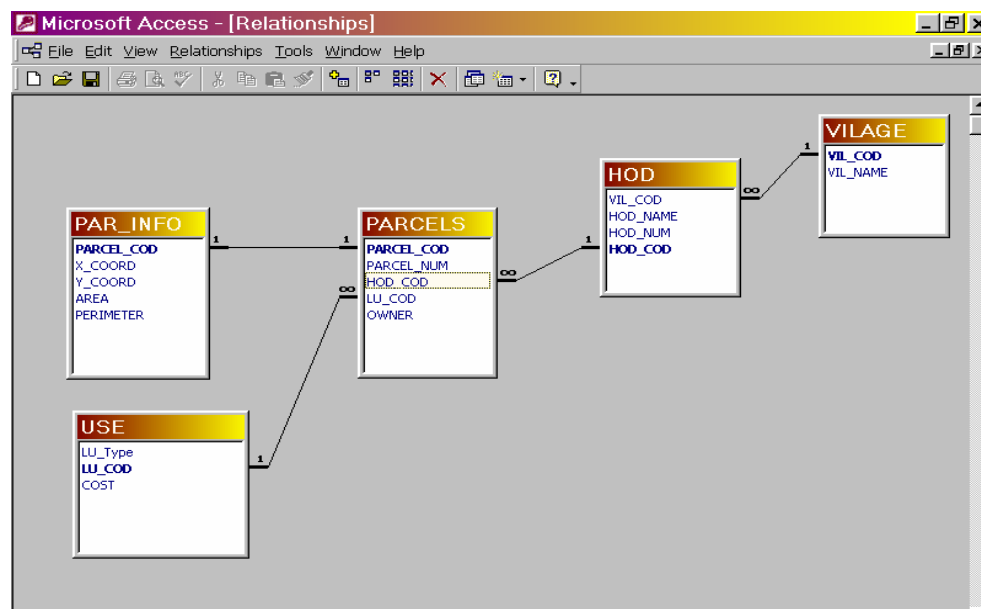 Microsoft Access - [Relationships]
File Edit View Relationships Tools Window Help
VILAGE
VIL_COD
VIL_NAME
1
∞
HOD
VIL_COD
HOD_NAME
HOD_NUM
HOD_COD
1
∞
PAR_INFO
PARCEL_COD
X_COORD
Y_COORD
AREA
PERIMETER
1
1
PARCELS
PARCEL_COD
PARCEL_NUM
HOD_COD
LU_COD
OWNER
∞
USE
LU_Type
LU_COD
COST
1